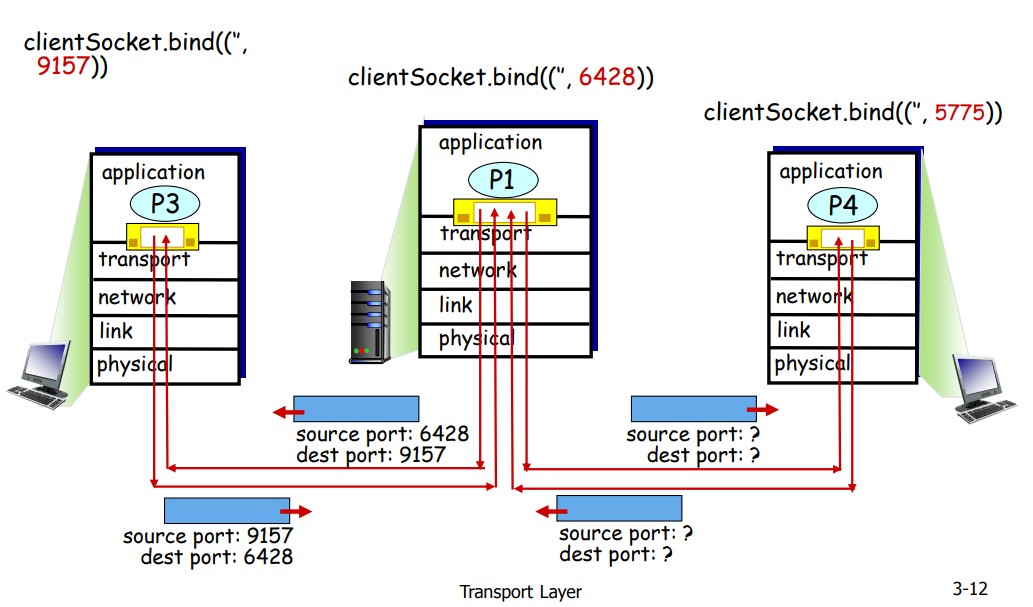 clientSocket.bind(('',
9157))
clientSocket.bind(('', 6428))
clientSocket.bind(('', 5775))
application
P3
transport
network
link
physical
application
P1
transport
network
link
physical
application
P4
transport
network
link
physical
source port: 6428
dest port: 9157
source port: ?
dest port: ?
source port: 9157
dest port: 6428
source port: ?
dest port: ?
Transport Layer
3-12